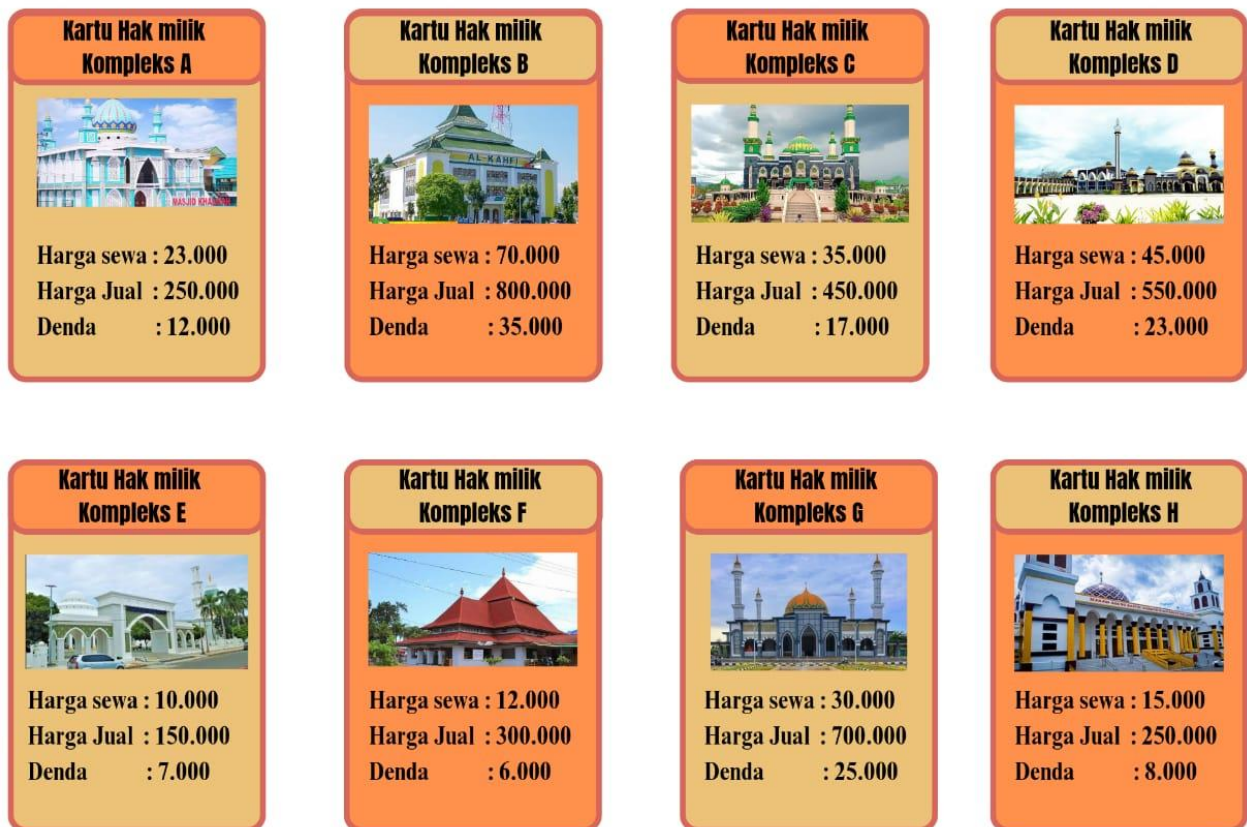 Kartu Hak milik
Kompleks A
MASJID KHA
Harga sewa : 23.000
Harga Jual : 250.000
Denda : 12.000
Kartu Hak milik
Kompleks B
AL-KAHFI
Harga sewa : 70.000
Harga Jual : 800.000
Denda : 35.000
Kartu Hak milik
Kompleks C
Harga sewa : 35.000
Harga Jual : 450.000
Denda : 17.000
Kartu Hak milik
Kompleks D
Harga sewa : 45.000
Harga Jual : 550.000
Denda : 23.000
Kartu Hak milik
Kompleks E
Harga sewa : 10.000
Harga Jual : 150.000
Denda : 7.000
Kartu Hak milik
Kompleks F
Harga sewa : 12.000
Harga Jual : 300.000
Denda : 6.000
Kartu Hak milik
Kompleks G
Harga sewa : 30.000
Harga Jual : 700.000
Denda : 25.000
Kartu Hak milik
Kompleks H
Harga sewa : 15.000
Harga Jual : 250.000
Denda : 8.000